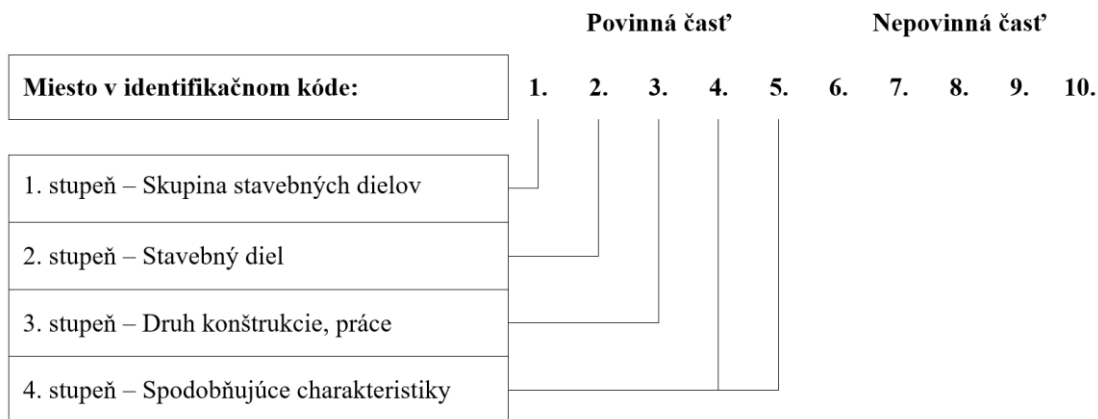 Povinná časť Nepovinná časť
Miesto v identifikačnom kóde: 1. 2. 3. 4. 5. 6. 7. 8. 9. 10.
1. stupeň – Skupina stavebných dielov
2. stupeň – Stavebný diel
3. stupeň – Druh konštrukcie, práce
4. stupeň – Spodobňujúce charakteristiky